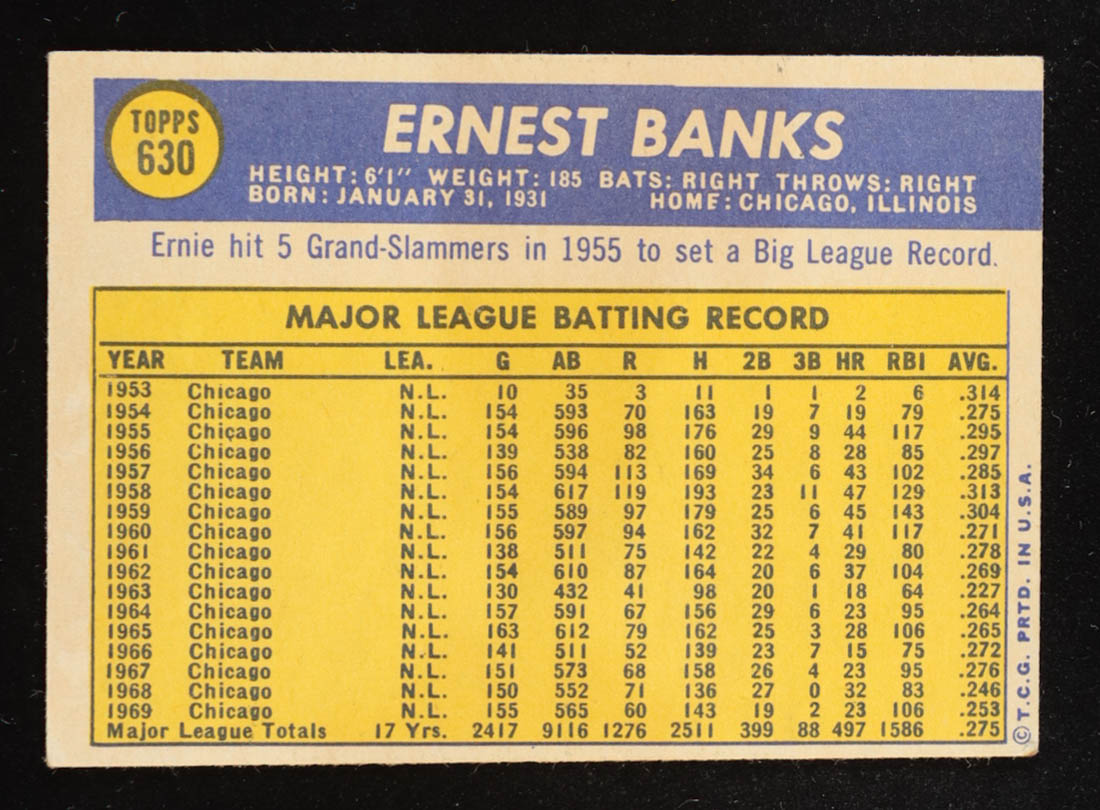 TOPPS
630
ERNEST BANKS
HEIGHT: 6'1" WEIGHT: 185 BATS: RIGHT THROWS: RIGHT
BORN: JANUARY 31, 1931 HOME: CHICAGO, ILLINOIS
Ernie hit 5 Grand-Slammers in 1955 to set a Big League Record.
MAJOR LEAGUE BATTING RECORD
YEAR TEAM LEA. G AB R H 2B 3B HR RBI AVG.
1953 Chicago N.L. 10 35 3 11 1 1 2 6 .314
1954 Chicago N.L. 154 593 70 163 19 7 19 79 .275
1955 Chicago N.L. 154 596 98 176 29 9 44 117 .295
1956 Chicago N.L. 139 538 82 160 25 8 28 85 .297
1957 Chicago N.L. 156 594 113 169 34 6 43 102 .285
1958 Chicago N.L. 154 617 119 193 23 11 47 129 .313
1959 Chicago N.L. 155 589 97 179 25 6 45 143 .304
1960 Chicago N.L. 156 597 94 162 32 7 41 117 .271
1961 Chicago N.L. 138 511 75 142 22 4 29 80 .278
1962 Chicago N.L. 154 610 87 164 20 6 37 104 .269
1963 Chicago N.L. 130 432 41 98 20 1 18 64 .227
1964 Chicago N.L. 157 591 67 156 29 6 23 95 .264
1965 Chicago N.L. 163 612 79 162 25 3 28 106 .265
1966 Chicago N.L. 141 511 52 139 23 7 15 75 .272
1967 Chicago N.L. 151 573 68 158 26 4 23 95 .276
1968 Chicago N.L. 150 552 71 136 27 0 32 83 .246
1969 Chicago N.L. 155 565 60 143 19 2 23 106 .253
Major League Totals 17 Yrs. 2417 9116 1276 2511 399 88 497 1586 .275
©T.C.G. PRTD. IN U.S.A.